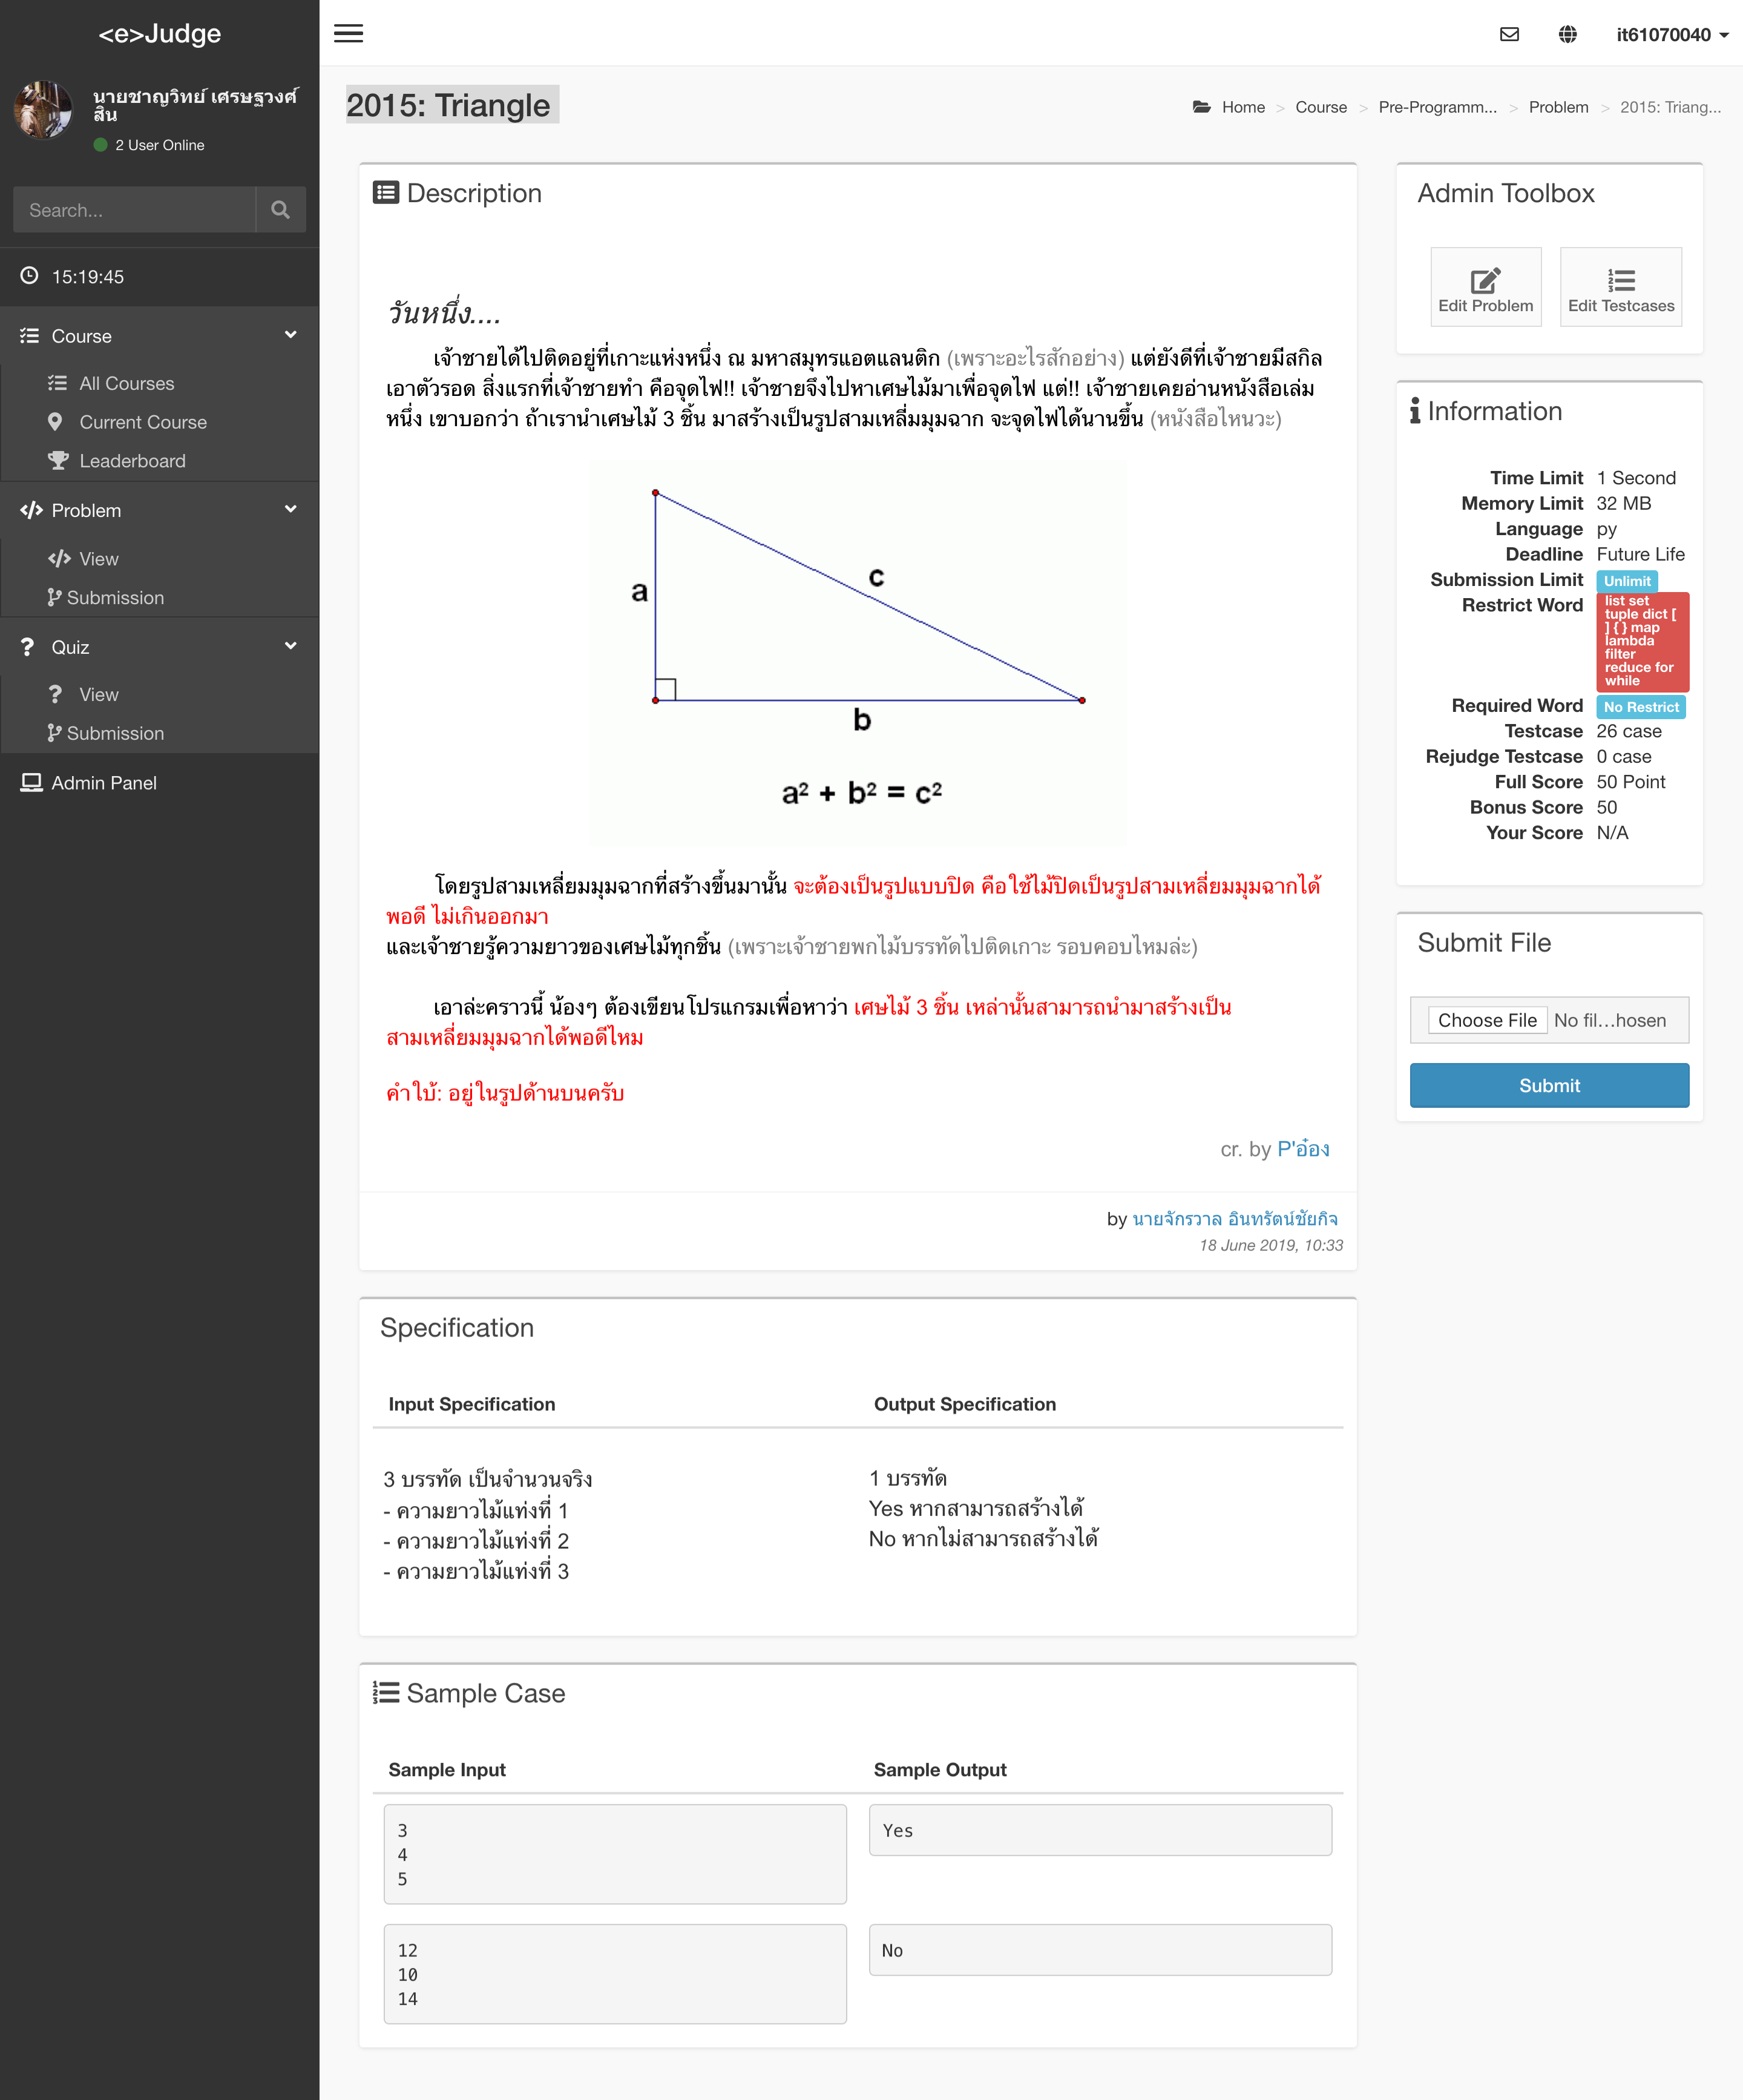 <e>Judge
it61070040
นายชาญวิทย์ เศรษฐวงศ์
สิน
2 User Online
Search...
15:19:45
Course
All Courses
Current Course
Leaderboard
Problem
View
Submission
Quiz
View
Submission
Admin Panel
2015: Triangle
Home > Course > Pre-Programm... > Problem > 2015: Triang...
Description
วันหนึ่ง....
เจ้าชายได้ไปติดอยู่ที่เกาะแห่งหนึ่ง ณ มหาสมุทรแอตแลนติก (เพราะอะไรสักอย่าง) แต่ยังดีที่เจ้าชายมีสกิล
เอาตัวรอด สิ่งแรกที่เจ้าชายทำ คือจุดไฟ!! เจ้าชายจึงไปหาเศษไม้มาเพื่อจุดไฟ แต่!! เจ้าชายเคยอ่านหนังสือเล่ม
หนึ่ง เขาบอกว่า ถ้าเรานำเศษไม้ 3 ชิ้น มาสร้างเป็นรูปสามเหลี่มมุมฉาก จะจุดไฟได้นานขึ้น (หนังสือไหนวะ)
a
c
b
a² + b² = c²
โดยรูปสามเหลี่ยมมุมฉากที่สร้างขึ้นมานั้น จะต้องเป็นรูปแบบปิด คือใช้ไม้ปิดเป็นรูปสามเหลี่ยมมุมฉากได้
พอดี ไม่เกินออกมา
และเจ้าชายรู้ความยาวของเศษไม้ทุกชิ้น (เพราะเจ้าชายพกไม้บรรทัดไปติดเกาะ รอบคอบไหมล่ะ)
เอาล่ะคราวนี้ น้องๆ ต้องเขียนโปรแกรมเพื่อหาว่า เศษไม้ 3 ชิ้น เหล่านั้นสามารถนำมาสร้างเป็น
สามเหลี่ยมมุมฉากได้พอดีไหม
คำใบ้: อยู่ในรูปด้านบนครับ
cr. by P'อ๋อง
by นายจักรวาล อินทรัตน์ชัยกิจ
18 June 2019, 10:33
Specification
Input Specification
Output Specification
3 บรรทัด เป็นจำนวนจริง
- ความยาวไม้แท่งที่ 1
- ความยาวไม้แท่งที่ 2
- ความยาวไม้แท่งที่ 3
1 บรรทัด
Yes หากสามารถสร้างได้
No หากไม่สามารถสร้างได้
Sample Case
Sample Input
Sample Output
3
4
5
Yes
12
10
14
No
Admin Toolbox
Edit Problem
Edit Testcases
Information
Time Limit 1 Second
Memory Limit 32 MB
Language py
Deadline Future Life
Submission Limit Unlimit
Restrict Word list set
tuple dict [
] { } map
lambda
filter
reduce for
while
Required Word No Restrict
Testcase 26 case
Rejudge Testcase 0 case
Full Score 50 Point
Bonus Score 50
Your Score N/A
Submit File
Choose File No fil...hosen
Submit